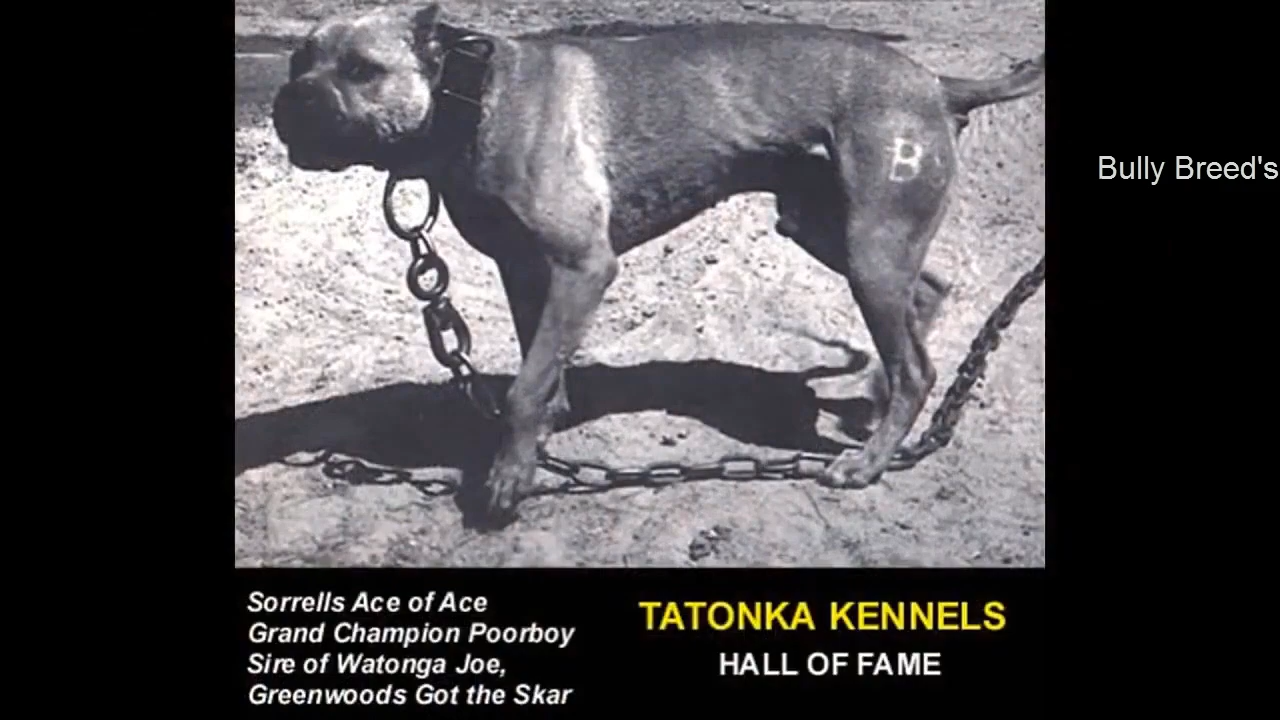 B
Bully Breed's
Sorrells Ace of Ace
Grand Champion Poorboy
Sire of Watonga Joe,
Greenwoods Got the Skar
TATONKA KENNELS
HALL OF FAME